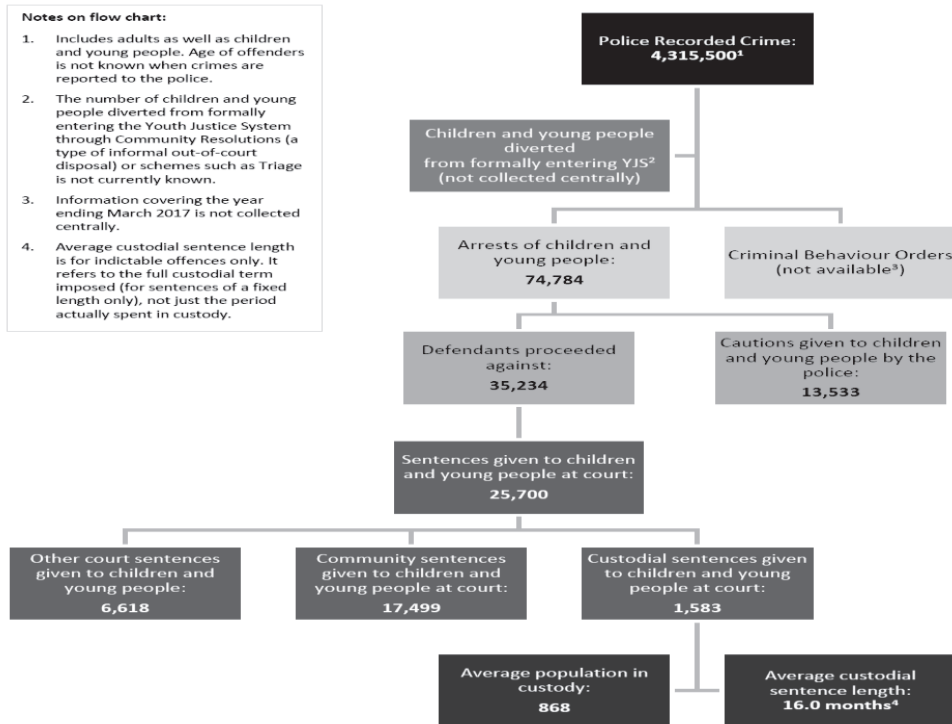 Notes on flow chart:
1. Includes adults as well as children
and young people. Age of offenders
is not known when crimes are
reported to the police.
2. The number of children and young
people diverted from formally
entering the Youth Justice System
through Community Resolutions (a
type of informal out-of-court
disposal) or schemes such as Triage
is not currently known.
3. Information covering the year
ending March 2017 is not collected
centrally.
4. Average custodial sentence length
is for indictable offences only. It
refers to the full custodial term
imposed (for sentences of a fixed
length only), not just the period
actually spent in custody.
Police Recorded Crime:
4,315,500¹
Children and young people
diverted
from formally entering YJS²
(not collected centrally)
Arrests of children and
young people:
74,784
Criminal Behaviour Orders
(not available³)
Defendants proceeded
against:
35,234
Cautions given to children
and young people by the
police:
13,533
Sentences given to children
and young people at court:
25,700
Other court sentences
given to children and
young people:
6,618
Community sentences
given to children and
young people at court:
17,499
Custodial sentences given
to children and young
people at court:
1,583
Average population in
custody:
868
Average custodial
sentence length:
16.0 months⁴